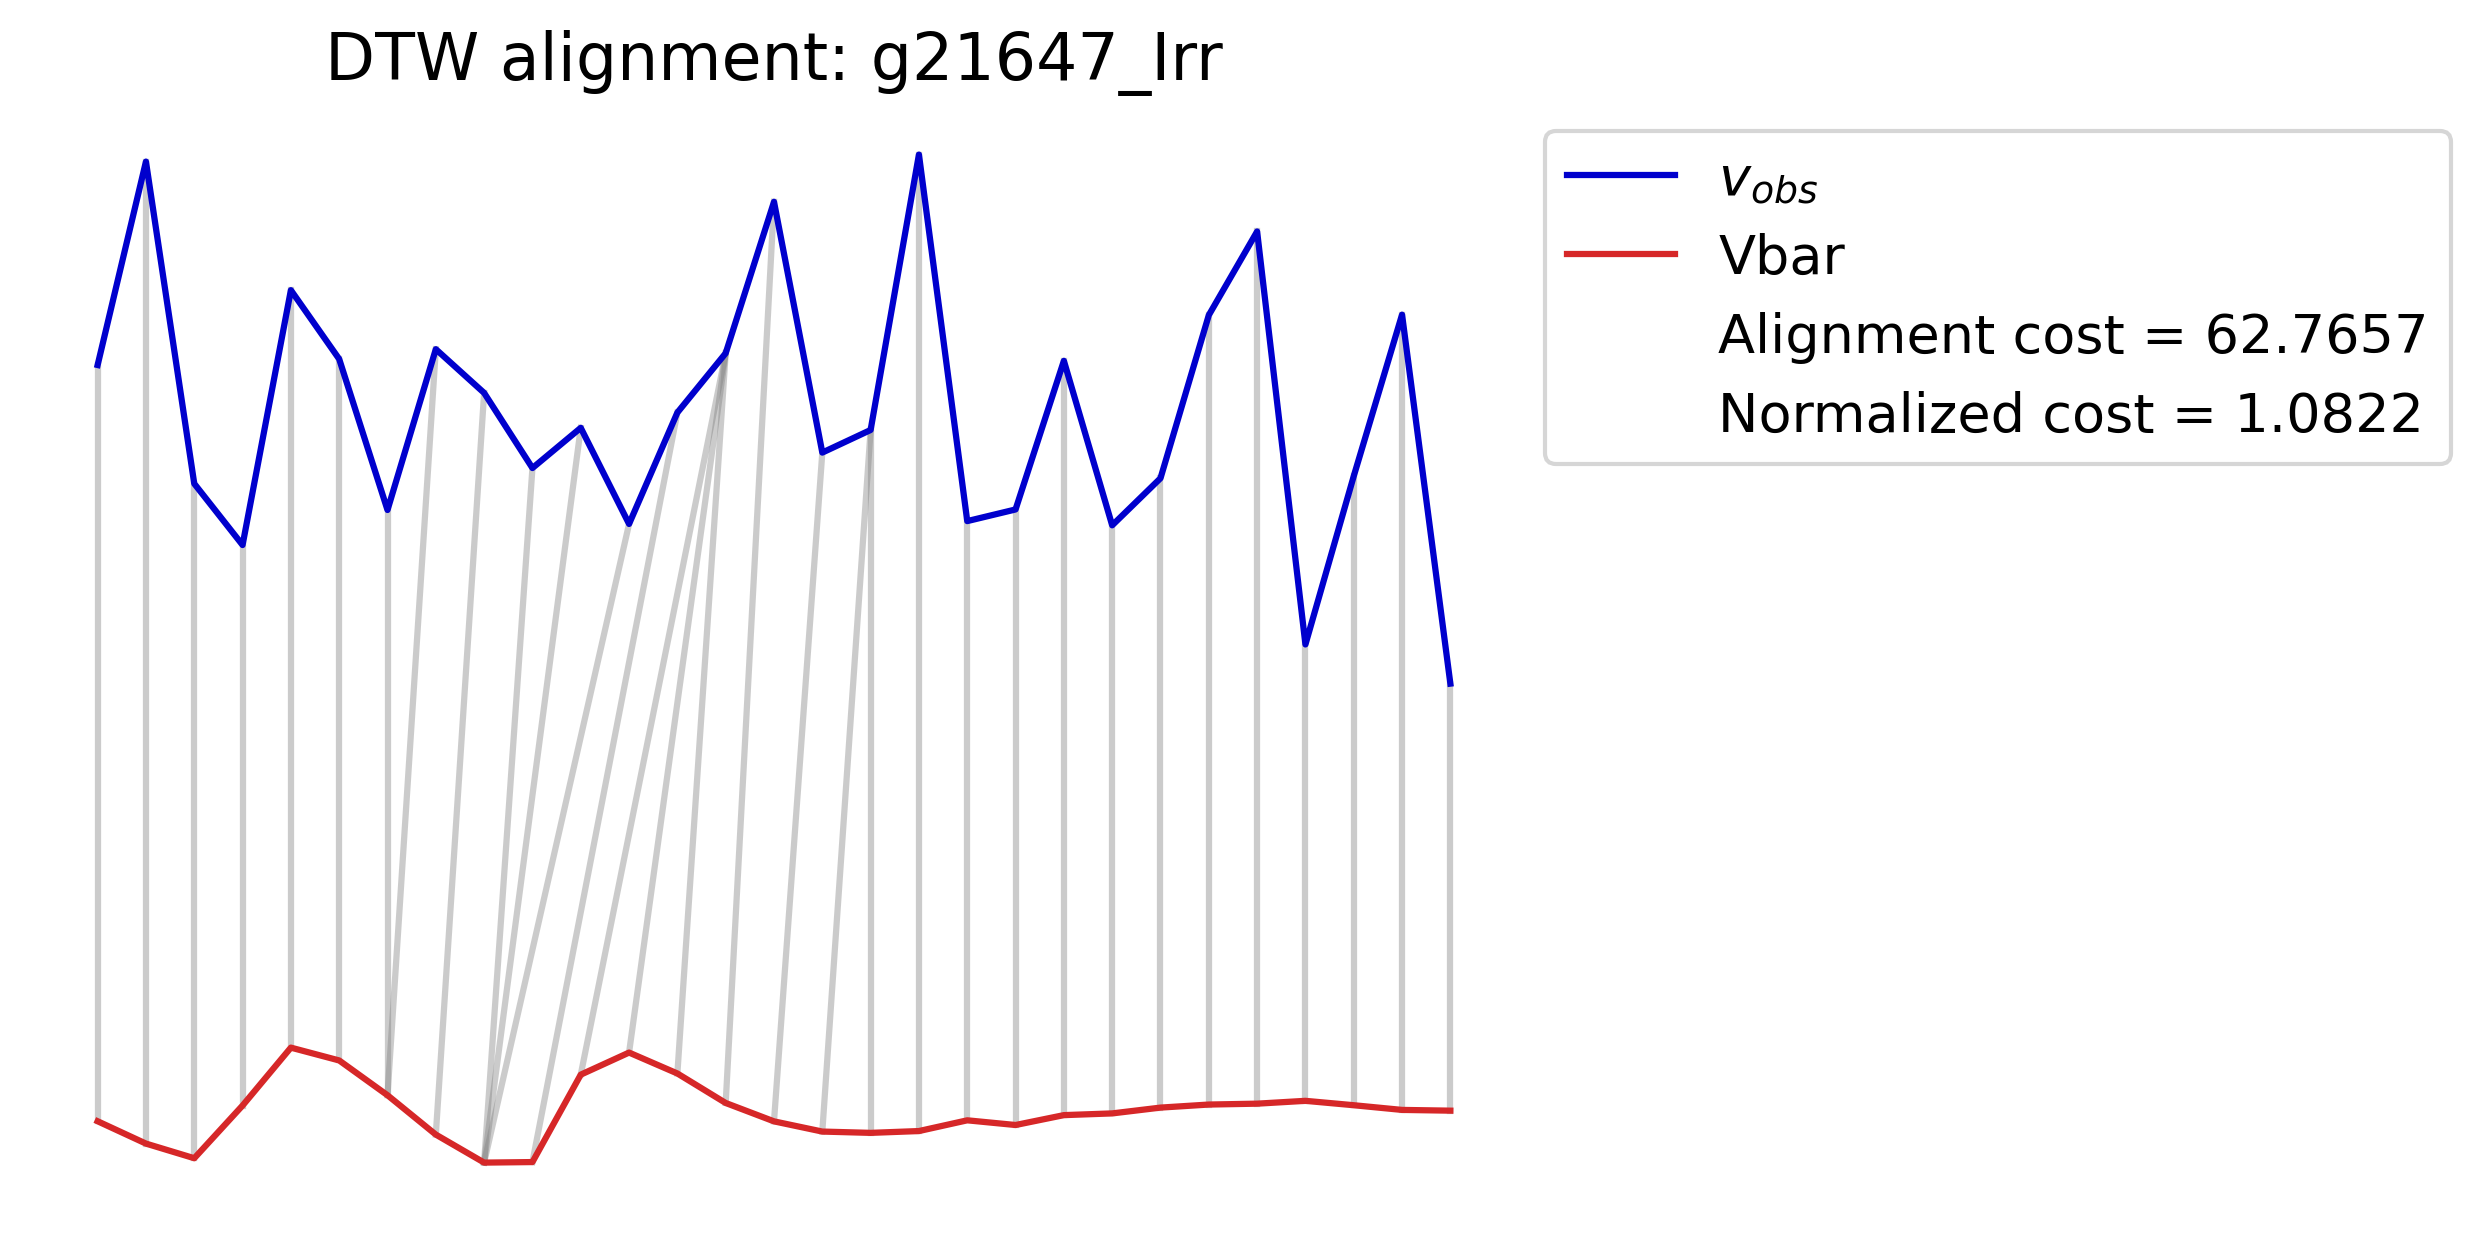 DTW alignment: g21647_Irr
v_obs
Vbar
Alignment cost = 62.7657
Normalized cost = 1.0822